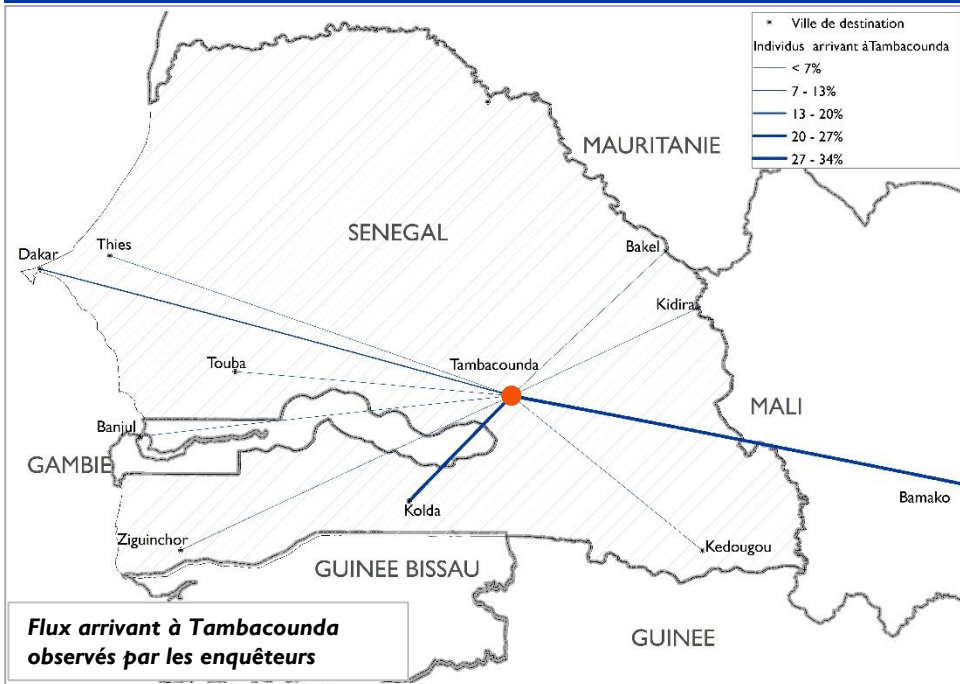 Ville de destination
Individus arrivant àTambacounda
< 7%
7 - 13%
13 - 20%
20 - 27%
27 - 34%
MAURITANIE
SENEGAL
Thies
Dakar
Bakel
Kidira
Touba
Tambacounda
MALI
Banjul
GAMBIE
Kolda
Bamako
Ziguinchor
Kedougou
GUINEE BISSAU
GUINEE
Flux arrivant à Tambacounda
observés par les enquêteurs